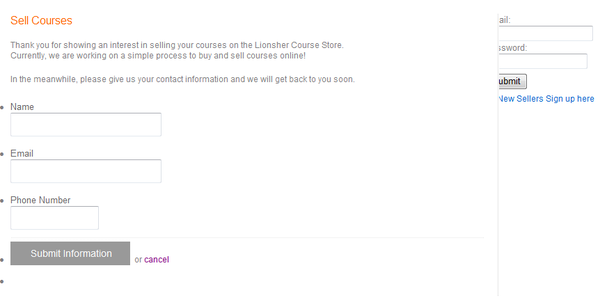 Sell Courses
Thank you for showing an interest in selling your courses on the Lionsher Course Store.
Currently, we are working on a simple process to buy and sell courses online!
In the meanwhile, please give us your contact information and we will get back to you soon.
Name
Email
Phone Number
Submit Information or cancel
ail:
ssword:
ubmit
New Sellers Sign up here